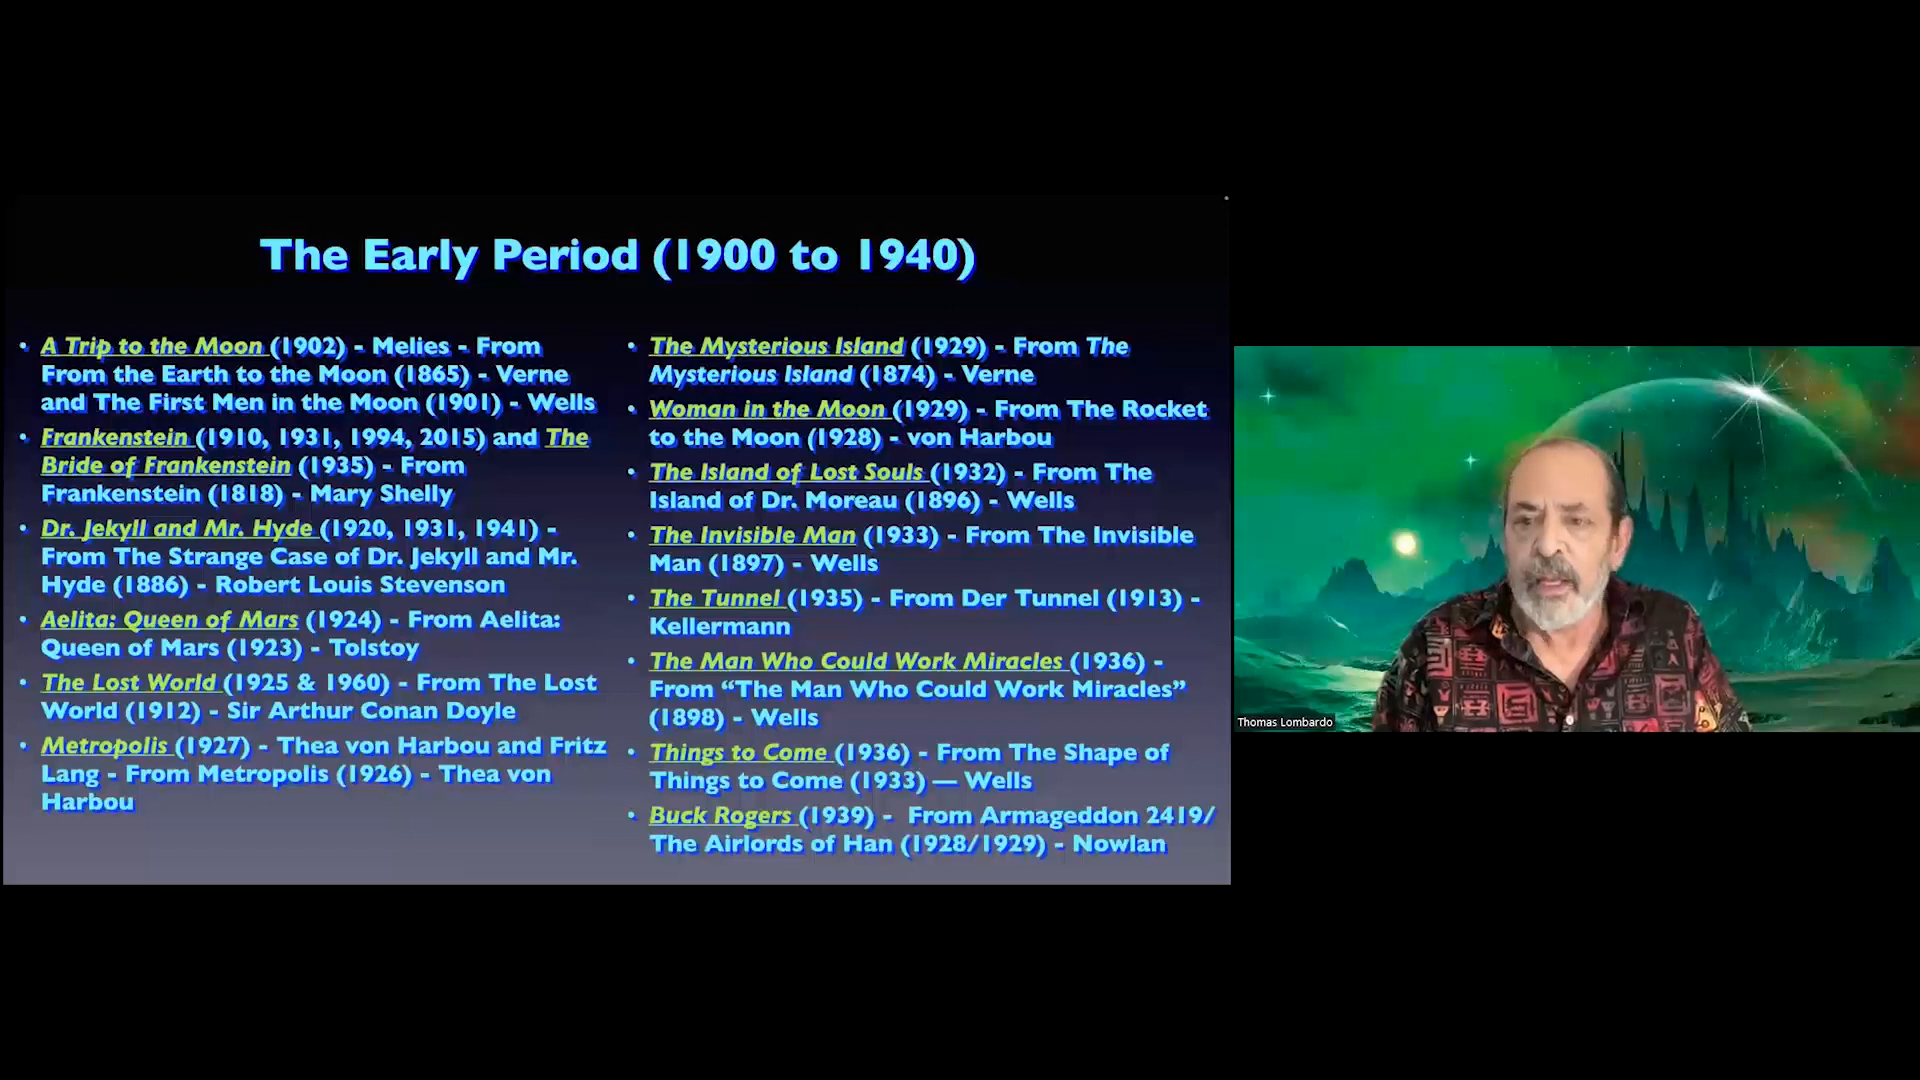 The Early Period (1900 to 1940)
• A Trip to the Moon (1902) - Melies - From
From the Earth to the Moon (1865) - Verne
and The First Men in the Moon (1901) - Wells
• Frankenstein (1910, 1931, 1994, 2015) and The
Bride of Frankenstein (1935) - From
Frankenstein (1818) - Mary Shelly
• Dr. Jekyll and Mr. Hyde (1920, 1931, 1941) -
From The Strange Case of Dr. Jekyll and Mr.
Hyde (1886) - Robert Louis Stevenson
• Aelita: Queen of Mars (1924) - From Aelita:
Queen of Mars (1923) - Tolstoy
• The Lost World (1925 & 1960) - From The Lost
World (1912) - Sir Arthur Conan Doyle
• Metropolis (1927) - Thea von Harbou and Fritz
Lang - From Metropolis (1926) - Thea von
Harbou
• The Mysterious Island (1929) - From The
Mysterious Island (1874) - Verne
• Woman in the Moon (1929) - From The Rocket
to the Moon (1928) - von Harbou
• The Island of Lost Souls (1932) - From The
Island of Dr. Moreau (1896) - Wells
• The Invisible Man (1933) - From The Invisible
Man (1897) - Wells
• The Tunnel (1935) - From Der Tunnel (1913) -
Kellermann
• The Man Who Could Work Miracles (1936) -
From “The Man Who Could Work Miracles”
(1898) - Wells
• Things to Come (1936) - From The Shape of
Things to Come (1933) — Wells
• Buck Rogers (1939) - From Armageddon 2419/
The Airlords of Han (1928/1929) - Nowlan
Thomas Lombardo